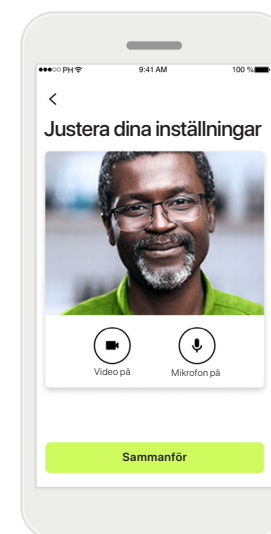 ●●●○○ PH 9:41 AM 100 %
Justera dina inställningar
Video på Mikrofon på
Sammanför